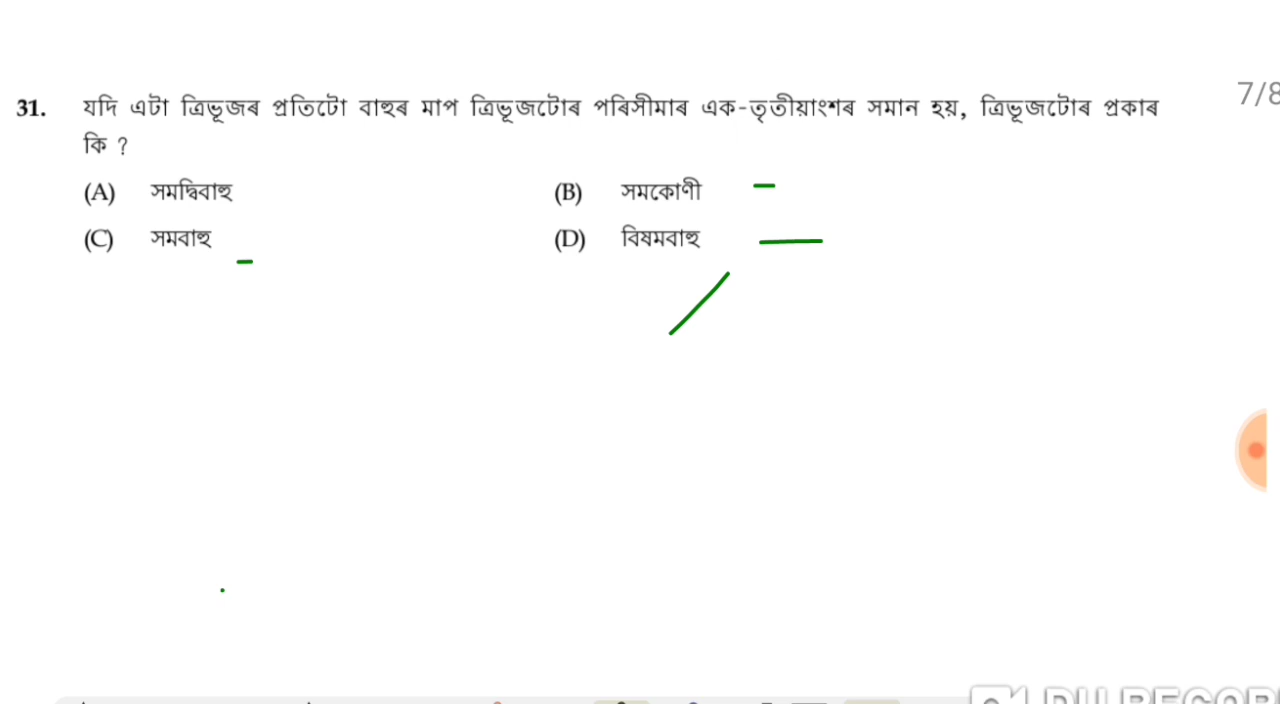 7/8
31. যদি এটা ত্ৰিভূজৰ প্ৰতিটো বাহুৰ মাপ ত্ৰিভূজটোৰ পৰিসীমাৰ এক-তৃতীয়াংশৰ সমান হয়, ত্ৰিভূজটোৰ প্ৰকাৰ
কি ?
(A) সমদ্বিবাহু (B) সমকোণী
(C) সমবাহু (D) বিষমবাহু